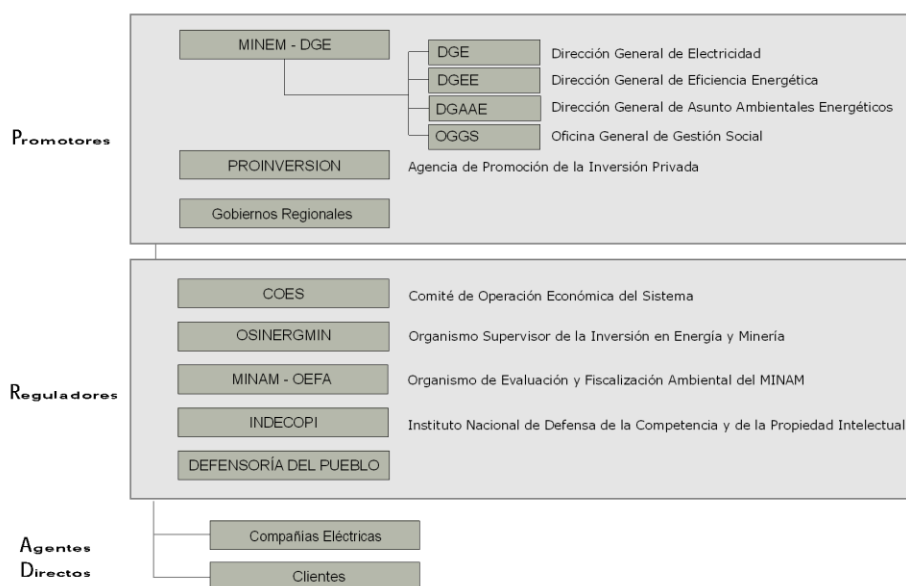 MINEM - DGE
DGE Dirección General de Electricidad
DGEE Dirección General de Eficiencia Energética
DGAAE Dirección General de Asunto Ambientales Energéticos
OGGS Oficina General de Gestión Social
Promotores
PROINVERSION Agencia de Promoción de la Inversión Privada
Gobiernos Regionales
COES Comité de Operación Económica del Sistema
OSINERGMIN Organismo Supervisor de la Inversión en Energía y Minería
MINAM - OEFA Organismo de Evaluación y Fiscalización Ambiental del MINAM
Reguladores
INDECOPI Instituto Nacional de Defensa de la Competencia y de la Propiedad Intelectual
DEFENSORÍA DEL PUEBLO
Agentes
Directos
Compañias Eléctricas
Clientes